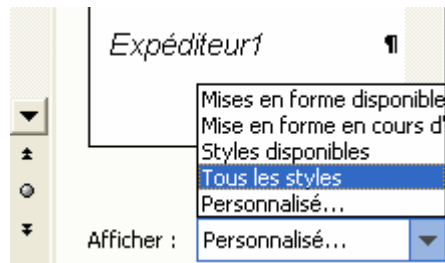 Expéditeur1 ¶
Mises en forme disponible
Mise en forme en cours d'
Styles disponibles
Tous les styles
Personnalisé...
Afficher : Personnalisé...